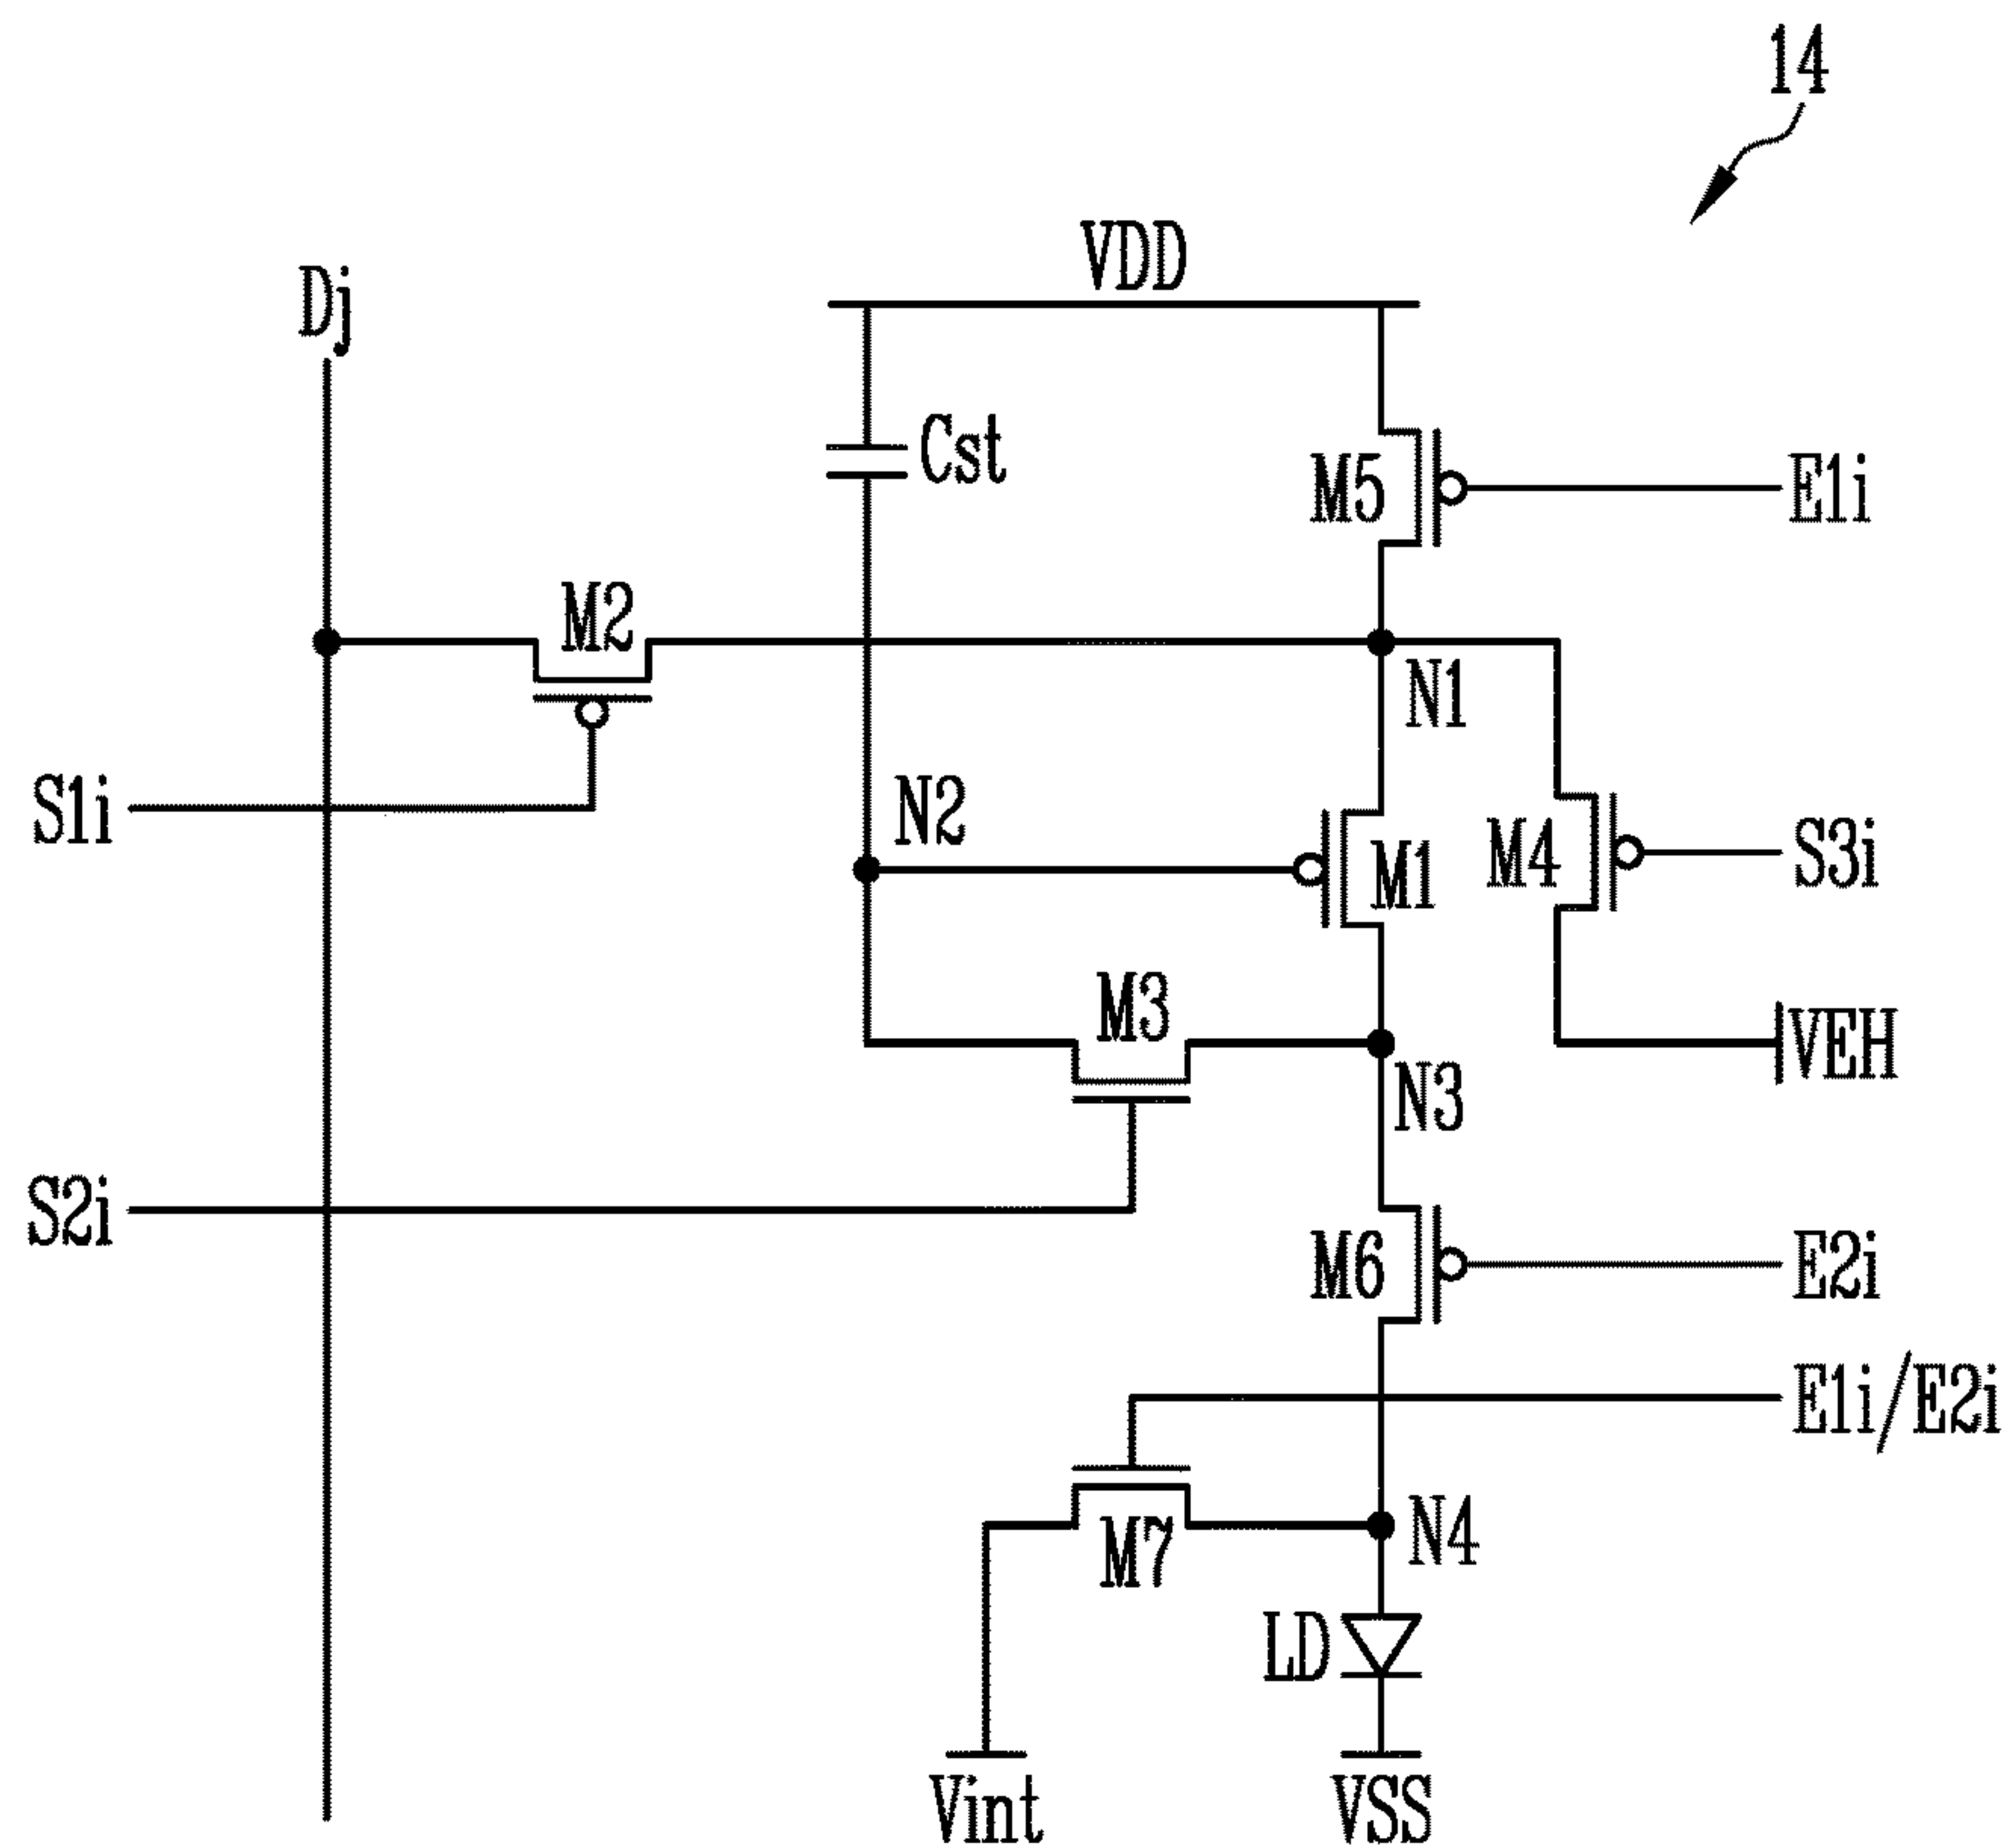 14
VDD
Dj
Cst
M5
E1i
M2
N1
S1i
N2
M1
M4
S3i
M3
VEH
N3
S2i
M6
E2i
E1i/E2i
M7
N4
LD
Vint
VSS